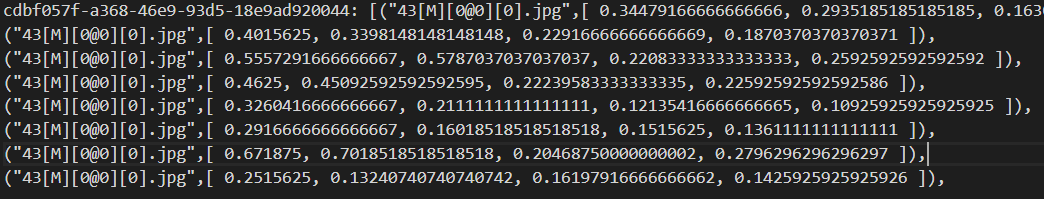 cdbf057f-a368-46e9-93d5-18e9ad920044: [("43[M][0@0][0].jpg",[ 0.34479166666666666, 0.2935185185185185, 0.163
("43[M][0@0][0].jpg",[ 0.4015625, 0.3398148148148148, 0.22916666666666669, 0.1870370370370371 ]),
("43[M][0@0][0].jpg",[ 0.5557291666666667, 0.5787037037037037, 0.22083333333333333, 0.2592592592592592 ]),
("43[M][0@0][0].jpg",[ 0.4625, 0.45092592592592595, 0.22239583333333335, 0.22592592592592586 ]),
("43[M][0@0][0].jpg",[ 0.3260416666666667, 0.2111111111111111, 0.12135416666666665, 0.10925925925925925 ]),
("43[M][0@0][0].jpg",[ 0.2916666666666667, 0.16018518518518518, 0.1515625, 0.1361111111111111 ]),
("43[M][0@0][0].jpg",[ 0.671875, 0.7018518518518518, 0.20468750000000002, 0.2796296296296297 ]),
("43[M][0@0][0].jpg",[ 0.2515625, 0.13240740740740742, 0.16197916666666662, 0.1425925925925926 ]),